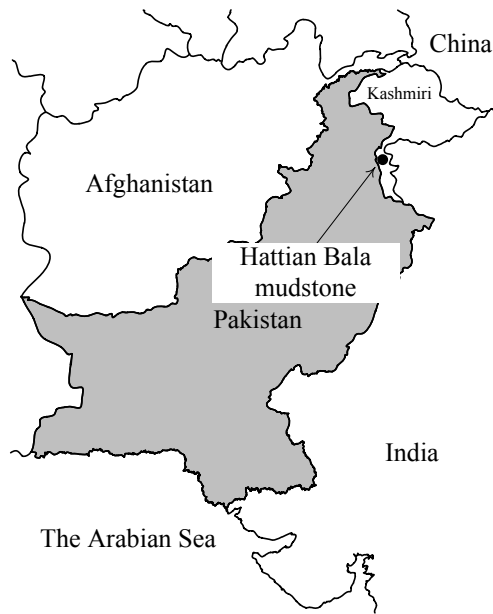 China
Kashmiri
Afghanistan
Hattian Bala
mudstone
Pakistan
India
The Arabian Sea